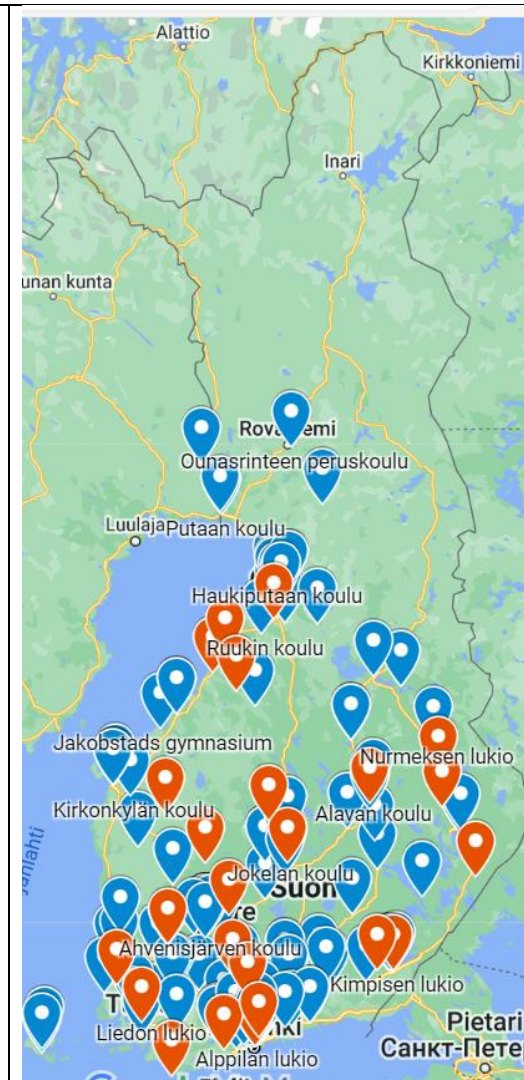 Alattio
Kirkkoniemi
Inari
unan kunta
Ounasrinteen peruskoulu
Luulaja
Putaan koulu
Haukiputaan koulu
Ruukin koulu
Jakobstads gymnasium
Nurmeksen lukio
Kirkonkylän koulu
Alavan koulu
Jokelan koulu
Ahvenisjärven koulu
Kimpisen lukio
Liedon lukio
Pietari
Санкт-Пете
Alppilan lukio